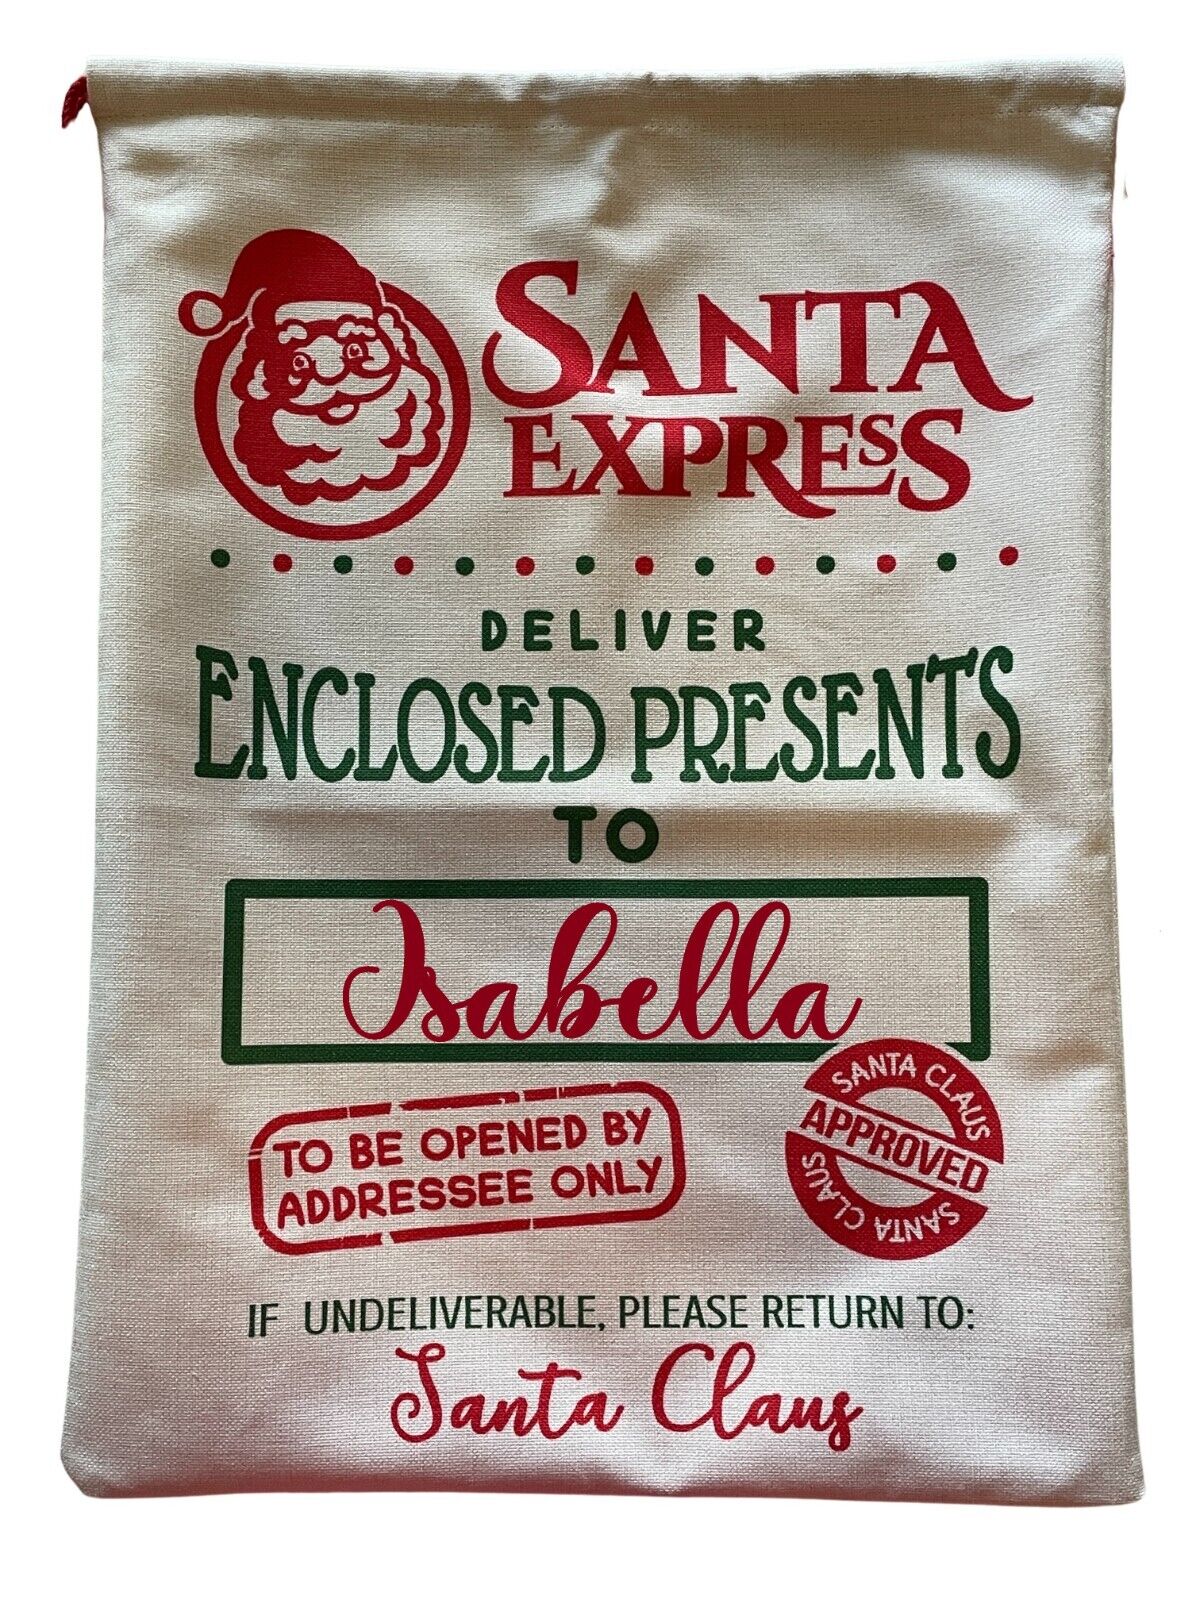 SANTA
EXPRESS
DELIVER
ENCLOSED PRESENTS
TO
Isabella
SANTA CLAUS
APPROVED
SANTA CLAUS
TO BE OPENED BY
ADDRESSEE ONLY
IF UNDELIVERABLE, PLEASE RETURN TO:
Santa Claus